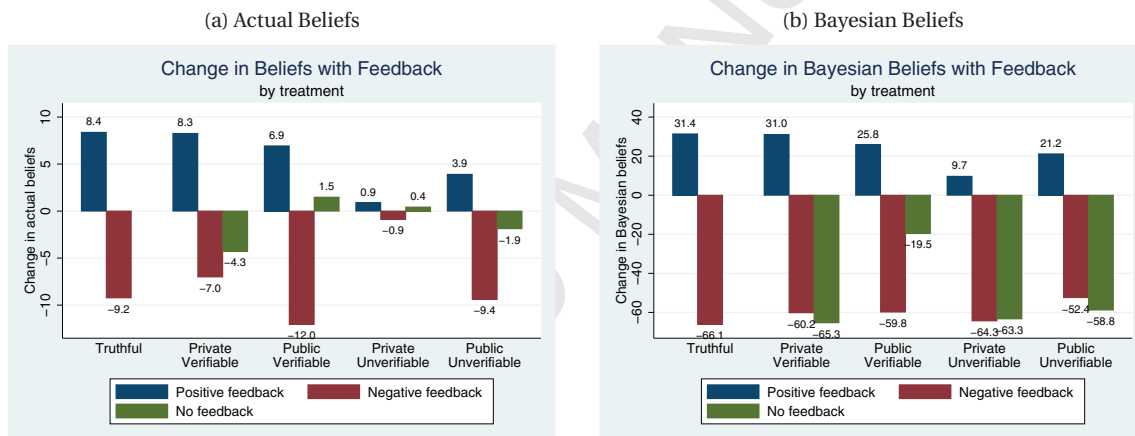 (a) Actual Beliefs
Change in Beliefs with Feedback
by treatment
Change in actual beliefs
10
5
0
−5
−10
8.4
−9.2
8.3
−7.0
−4.3
6.9
−12.0
1.5
0.9
−0.9
0.4
3.9
−9.4
−1.9
Truthful
Private Verifiable
Public Verifiable
Private Unverifiable
Public Unverifiable
Positive feedback
Negative feedback
No feedback
(b) Bayesian Beliefs
Change in Bayesian Beliefs with Feedback
by treatment
Change in Bayesian beliefs
40
20
0
−20
−40
−60
31.4
−66.1
31.0
−60.2
−65.3
25.8
−59.8
−19.5
9.7
−64.3
−63.3
21.2
−52.4
−58.8
Truthful
Private Verifiable
Public Verifiable
Private Unverifiable
Public Unverifiable
Positive feedback
Negative feedback
No feedback